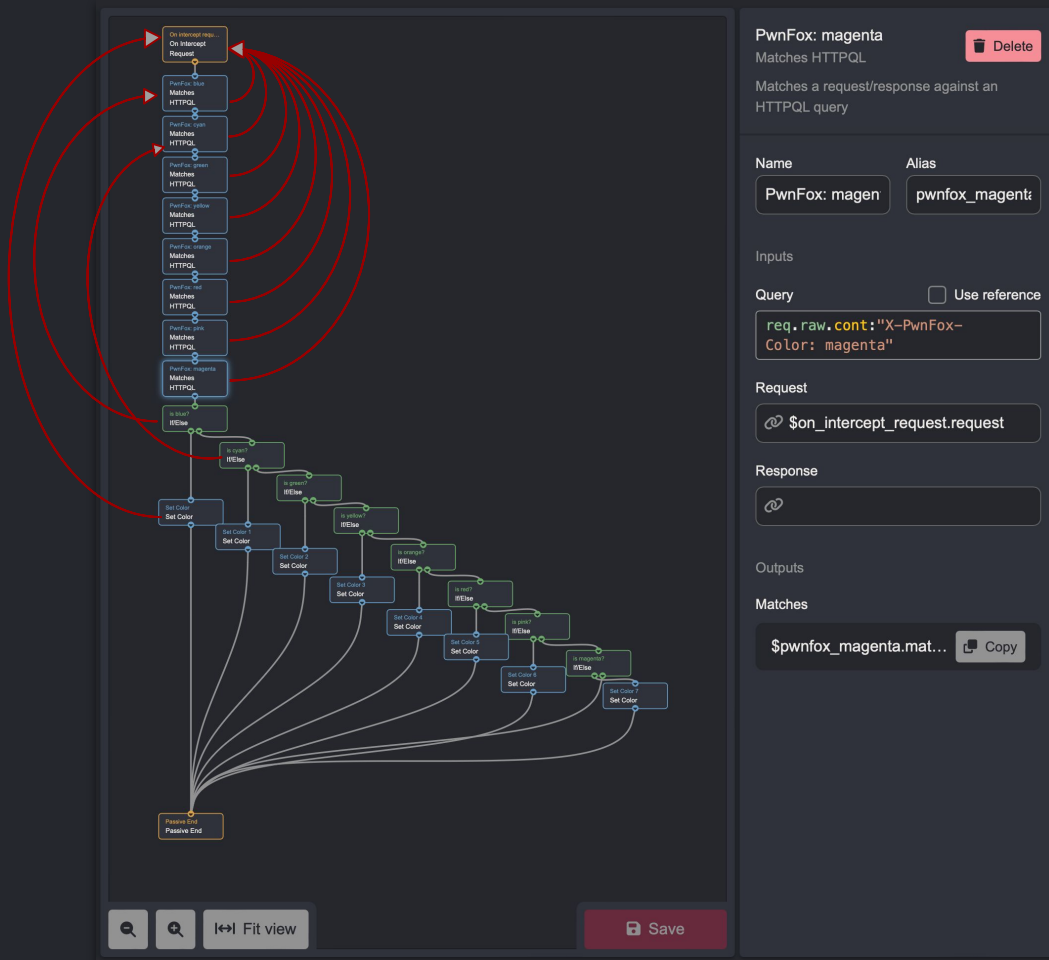 On Intercept requ...
On Intercept
Request
PwnFox: blue
Matches
HTTPQL
PwnFox: cyan
Matches
HTTPQL
PwnFox: green
Matches
HTTPQL
PwnFox: yellow
Matches
HTTPQL
PwnFox: orange
Matches
HTTPQL
PwnFox: red
Matches
HTTPQL
PwnFox: pink
Matches
HTTPQL
PwnFox: magenta
Matches
HTTPQL
is blue?
If/Else
is cyan?
If/Else
is green?
If/Else
is yellow?
If/Else
is orange?
If/Else
is red?
If/Else
is pink?
If/Else
is magenta?
If/Else
Set Color
Set Color
Set Color 1
Set Color
Set Color 2
Set Color
Set Color 3
Set Color
Set Color 4
Set Color
Set Color 5
Set Color
Set Color 6
Set Color
Set Color 7
Set Color
Passive End
Passive End
Fit view
Save
PwnFox: magenta
Matches HTTPQL
Delete
Matches a request/response against an
HTTPQL query
Name
Alias
PwnFox: magen
pwnfox_magenta
Inputs
Query
Use reference
req.raw.cont:"X-PwnFox-
Color: magenta"
Request
$on_intercept_request.request
Response
Outputs
Matches
$pwnfox_magenta.mat...
Copy